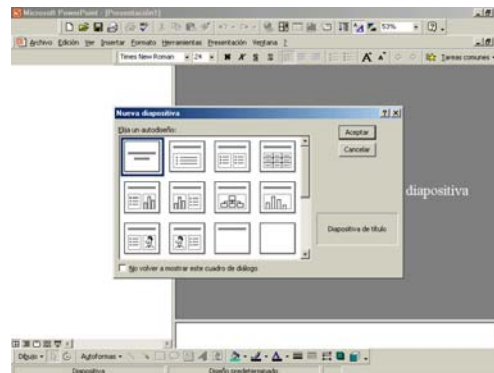 Microsoft PowerPoint - [Presentación1]
53%
Archivo Edición Ver Insertar Formato Herramientas Presentación Ventana ?
Times New Roman 24 N K S S Tareas comunes
Nueva diapositiva
Elija un autodiseño:
Aceptar
Cancelar
Diapositiva de título
No volver a mostrar este cuadro de diálogo
diapositiva
Dibujo Autoformas
Diapositiva Diseño predeterminado